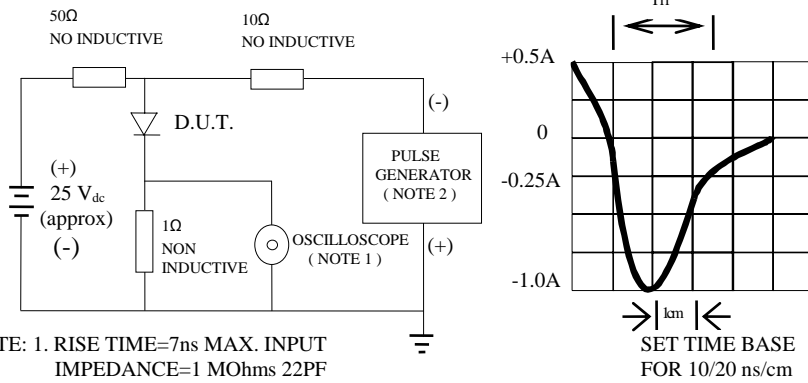 50Ω
NO INDUCTIVE
10Ω
NO INDUCTIVE
(-)
D.U.T.
PULSE
GENERATOR
( NOTE 2 )
(+)
25 Vdc
(approx)
(-)
1Ω
NON
INDUCTIVE
OSCILLOSCOPE
( NOTE 1 )
(+)
+0.5A
0
-0.25A
-1.0A
1cm
SET TIME BASE
FOR 10/20 ns/cm
TE: 1. RISE TIME=7ns MAX. INPUT
IMPEDANCE=1 MOhms 22PF